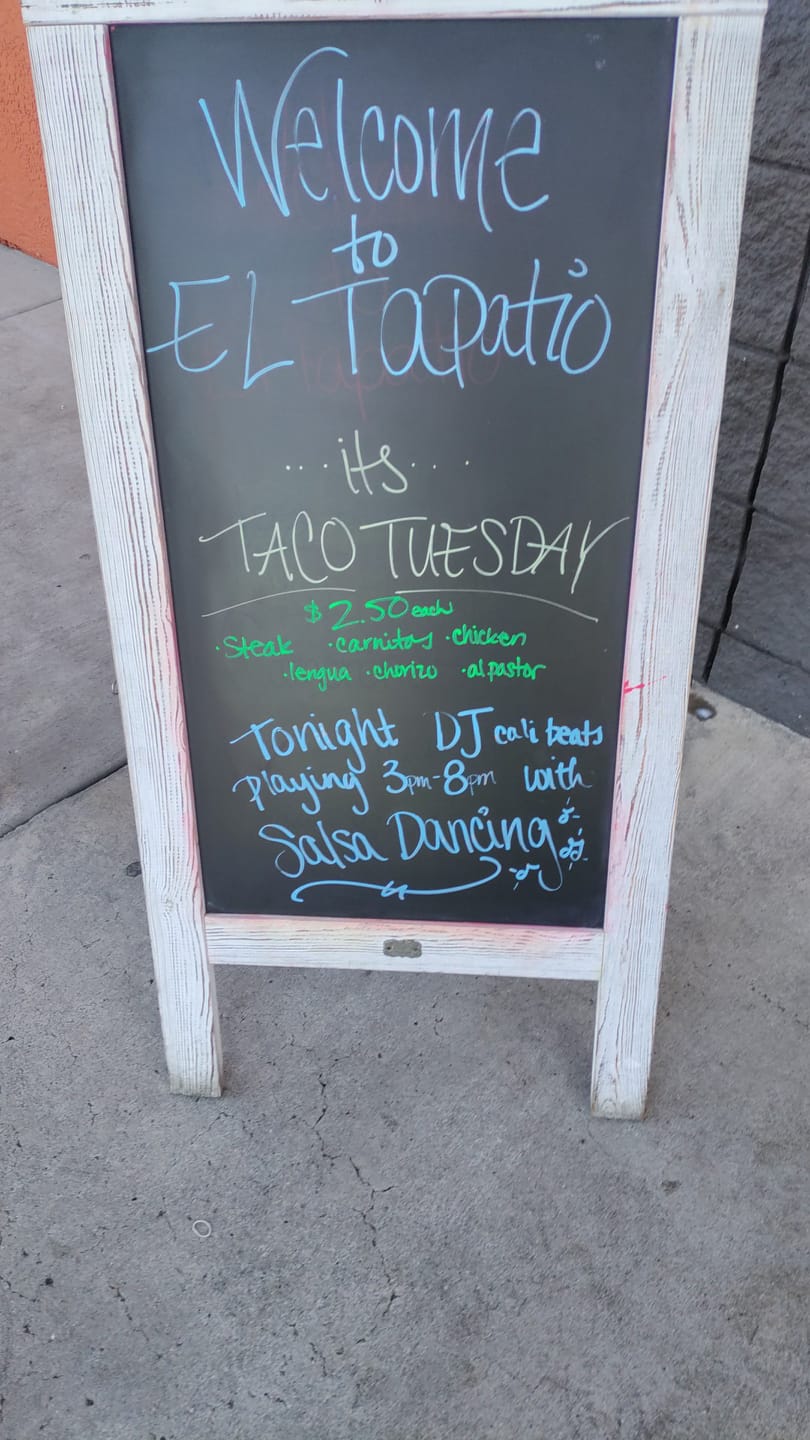 Welcome
to
EL Tapatio
...its....
TACO TUESDAY
$2.50 each
·Steak ·carnitas ·chicken
·lengua ·chorizo ·al pastor
Tonight DJ cali beats
playing 3pm-8pm with
Salsa Dancing